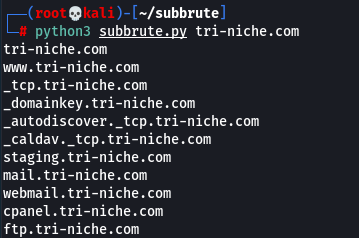 (root💀kali)-[~/subbrute]
# python3 subbrute.py tri-niche.com
tri-niche.com
www.tri-niche.com
_tcp.tri-niche.com
_domainkey.tri-niche.com
_autodiscover._tcp.tri-niche.com
_caldav._tcp.tri-niche.com
staging.tri-niche.com
mail.tri-niche.com
webmail.tri-niche.com
cpanel.tri-niche.com
ftp.tri-niche.com